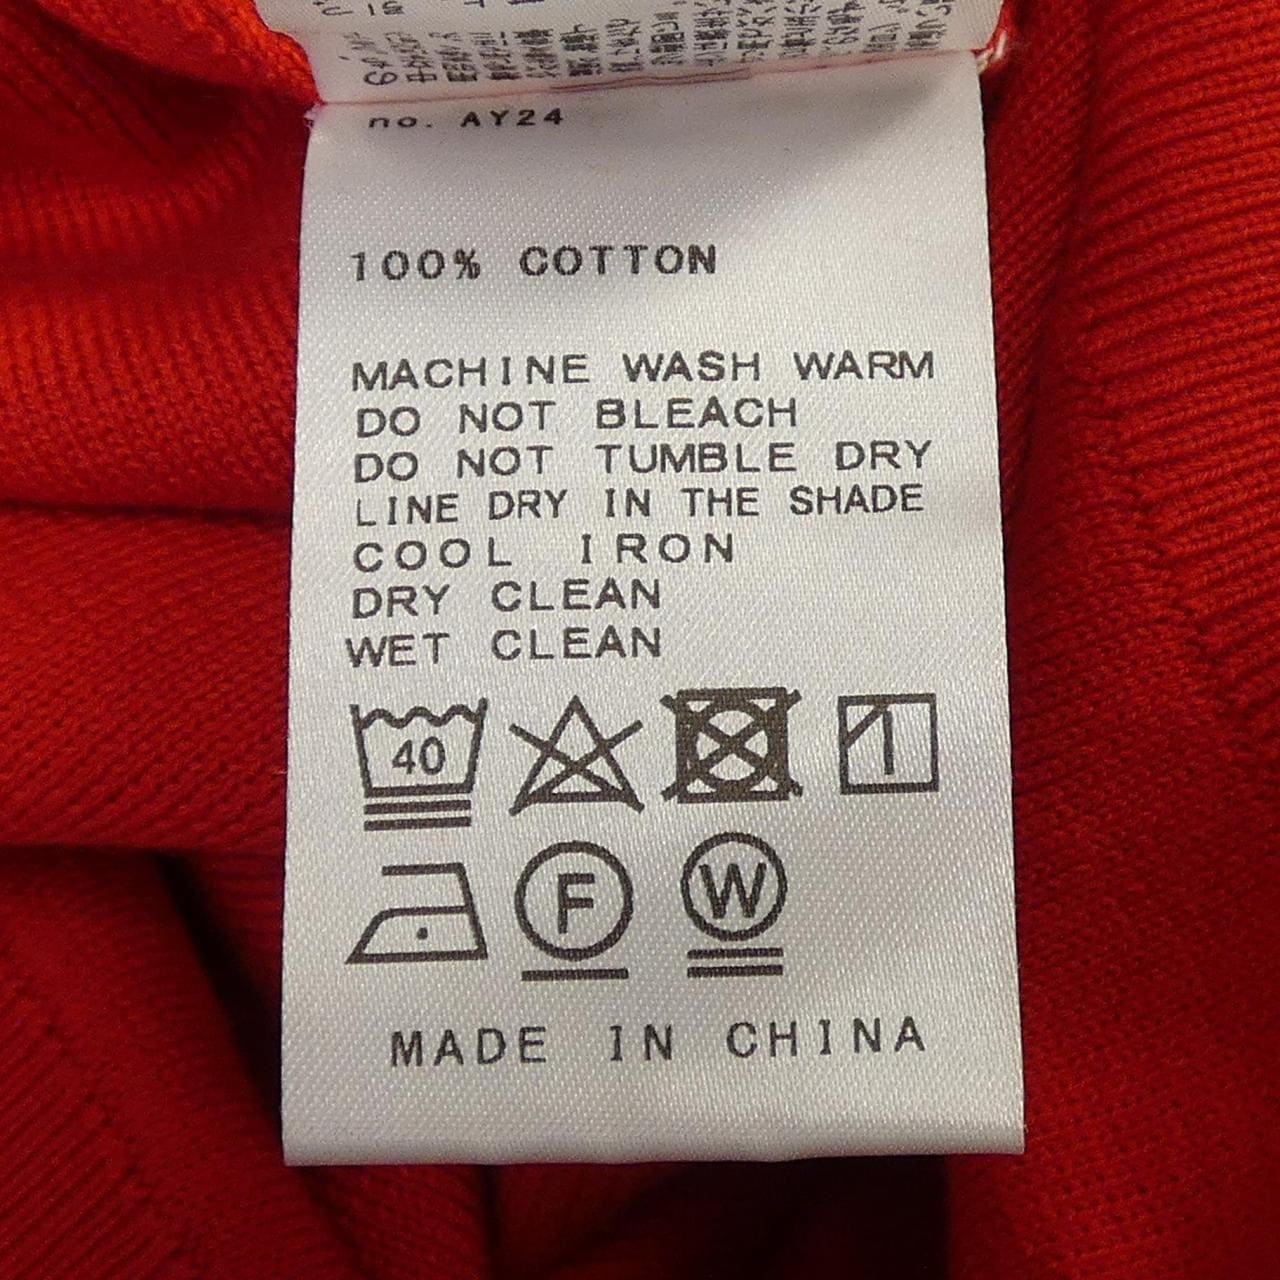 no. AY24
100% COTTON
MACHINE WASH WARM
DO NOT BLEACH
DO NOT TUMBLE DRY
LINE DRY IN THE SHADE
COOL IRON
DRY CLEAN
WET CLEAN
40
F W
MADE IN CHINA